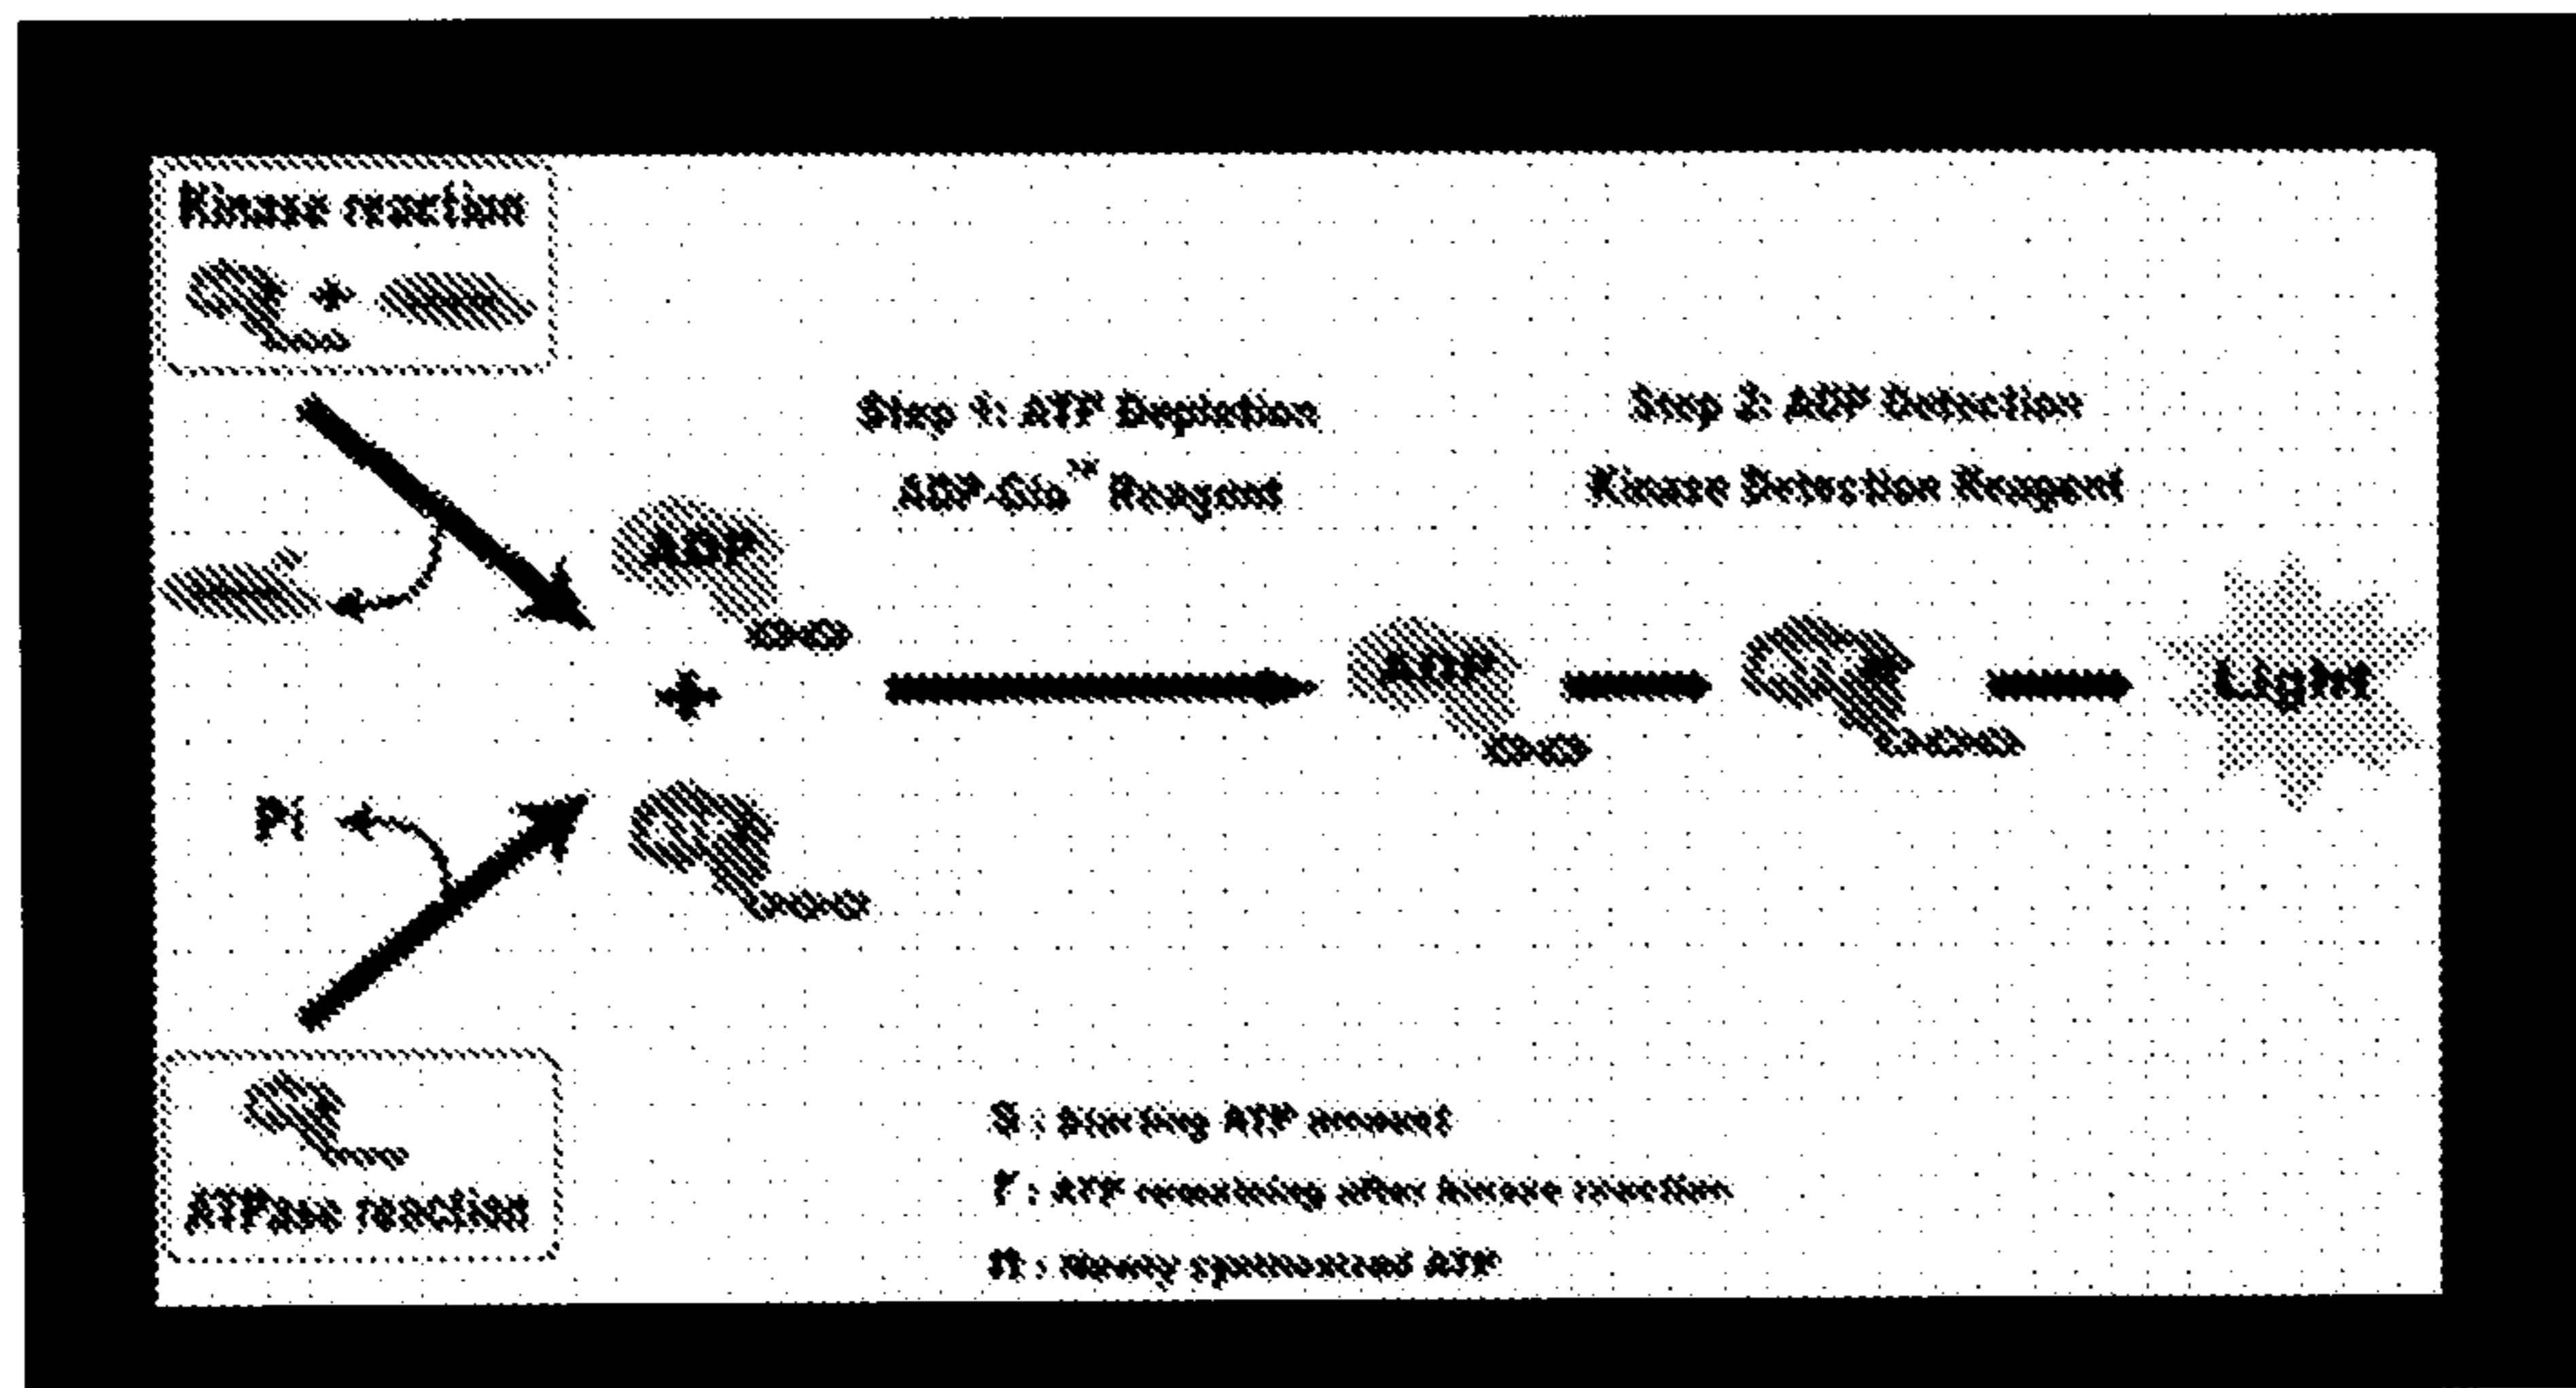 Kinase reaction
+
Step 1: ATP Depletion
Step 2: ADP Detection
ADP-Glo™ Reagent
Kinase Detection Reagent
ADP
+
ADP
Light
Pi
ATPase reaction
S : Starting ATP amount
: ATP remaining after kinase reaction
N : Newly synthesized ATP